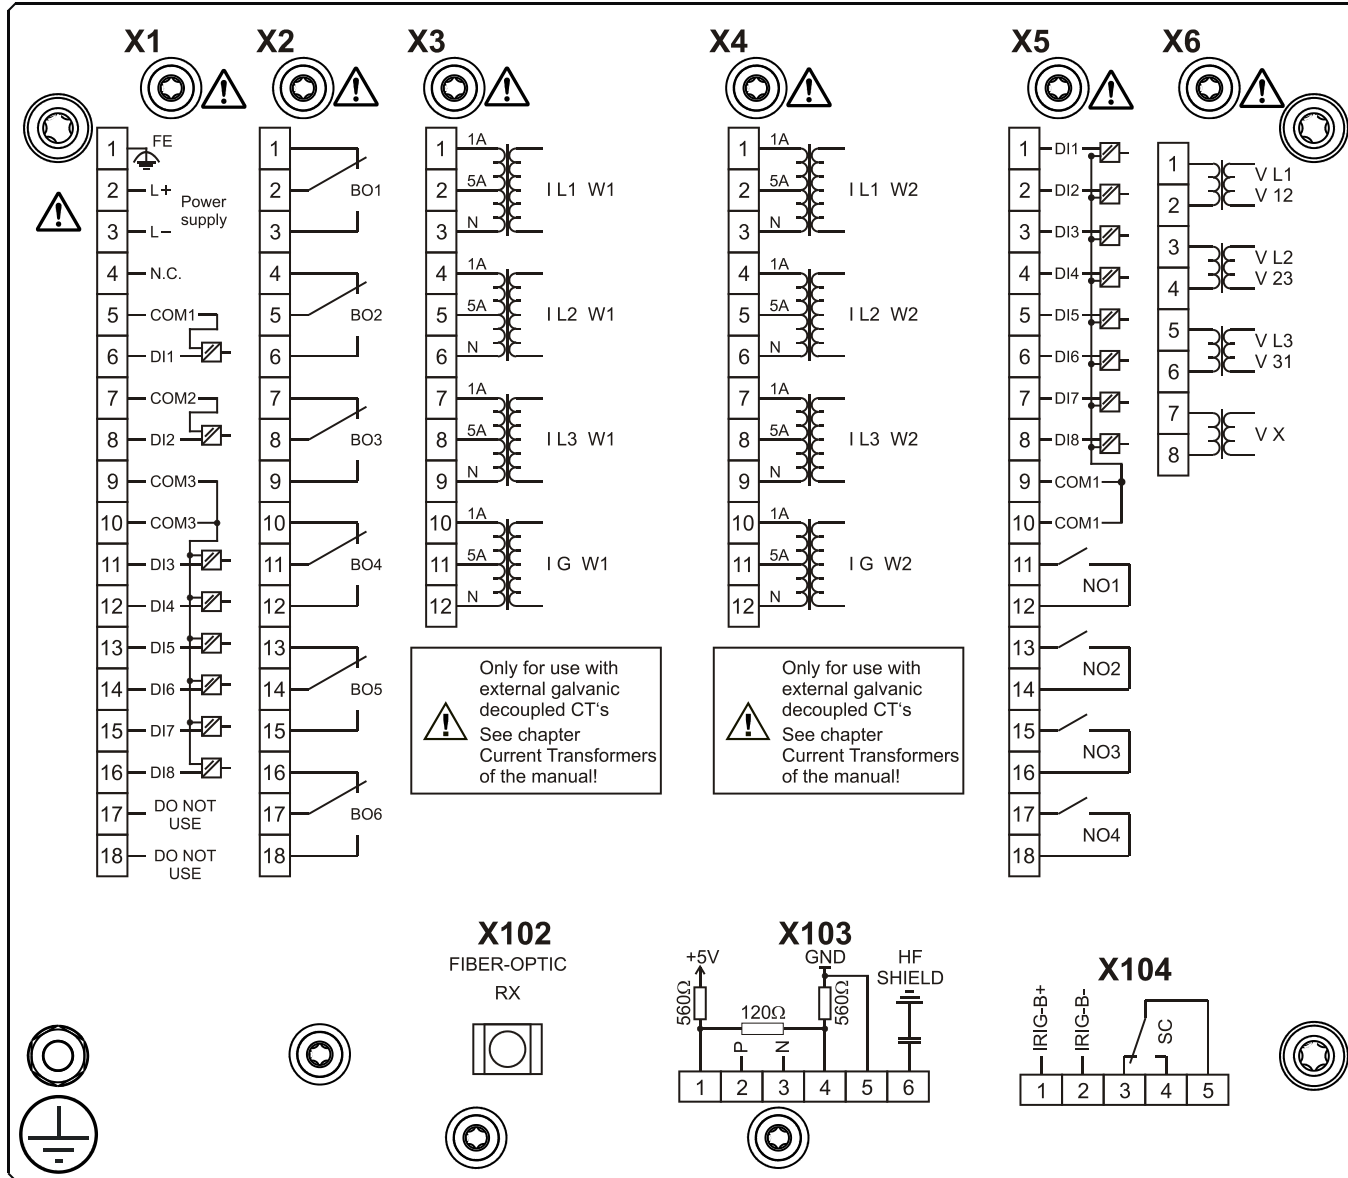 X1
1 FE
2 L+ Power
3 L– supply
4 N.C.
5 COM1
6 DI1
7 COM2
8 DI2
9 COM3
10 COM3
11 DI3
12 DI4
13 DI5
14 DI6
15 DI7
16 DI8
17 DO NOT
USE
18 DO NOT
USE
X2
1
2 BO1
3
4
5 BO2
6
7
8 BO3
9
10
11 BO4
12
13
14 BO5
15
16
17 BO6
18
X3
1 1A
2 5A I L1 W1
3 N
4 1A
5 5A I L2 W1
6 N
7 1A
8 5A I L3 W1
9 N
10 1A
11 5A I G W1
12 N
Only for use with
external galvanic
decoupled CT‘s
See chapter
Current Transformers
of the manual!
X4
1 1A
2 5A I L1 W2
3 N
4 1A
5 5A I L2 W2
6 N
7 1A
8 5A I L3 W2
9 N
10 1A
11 5A I G W2
12 N
Only for use with
external galvanic
decoupled CT‘s
See chapter
Current Transformers
of the manual!
X5
1 DI1
2 DI2
3 DI3
4 DI4
5 DI5
6 DI6
7 DI7
8 DI8
9 COM1
10 COM1
11
NO1
12
13
NO2
14
15
NO3
16
17
NO4
18
X6
1 V L1
2 V 12
3 V L2
4 V 23
5 V L3
6 V 31
7
V X
8
X102
FIBER-OPTIC
RX
X103
+5V GND HF
SHIELD
560Ω 120Ω 560Ω
P N
1 2 3 4 5 6
X104
IRIG-B+ IRIG-B- SC
1 2 3 4 5